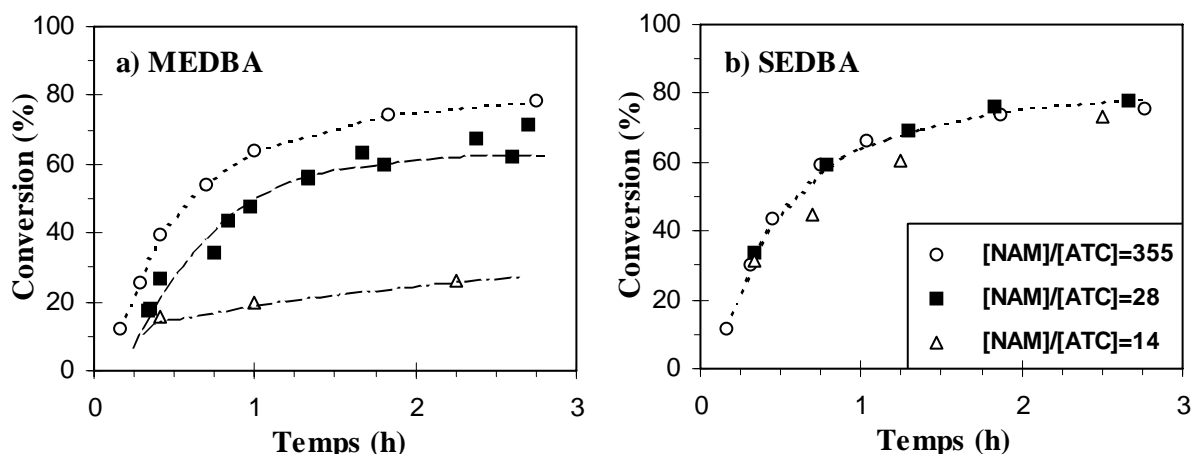 a) MEDBA
Conversion (%)
100
80
60
40
20
0
0 1 2 3
Temps (h)
b) SEDBA
Conversion (%)
100
80
60
40
20
0
0 1 2 3
Temps (h)
[NAM]/[ATC]=355
[NAM]/[ATC]=28
[NAM]/[ATC]=14